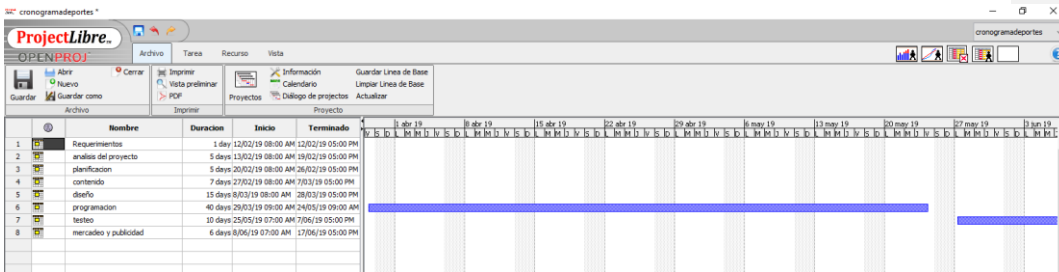 cronogramadeportes *
ProjectLibre
OPENPROJ
cronogramadeportes
Archivo Tarea Recurso Vista
Guardar
Abrir
Nuevo
Guardar como
Cerrar
Archivo
Imprimir
Vista preliminar
PDF
Imprimir
Proyectos
Información
Calendario
Diálogo de projectos
Guardar Linea de Base
Limpiar Linea de Base
Actualizar
Proyecto
Nombre Duracion Inicio Terminado
1 abr 19 8 abr 19 15 abr 19 22 abr 19 29 abr 19 6 may 19 13 may 19 20 may 19 27 may 19 3 jun 19
V S D L M M J V S D L M M J V S D L M M J V S D L M M J V S D L M M J V S D L M M J V S D L M M J V S D L M M J V S D L M M J V S D L M M J
1 Requerimientos 1 day 12/02/19 08:00 AM 12/02/19 05:00 PM
2 analisis del proyecto 5 days 13/02/19 08:00 AM 19/02/19 05:00 PM
3 planificacion 5 days 20/02/19 08:00 AM 26/02/19 05:00 PM
4 contenido 7 days 27/02/19 08:00 AM 7/03/19 05:00 PM
5 diseño 15 days 8/03/19 08:00 AM 28/03/19 05:00 PM
6 programacion 40 days 29/03/19 09:00 AM 24/05/19 09:00 AM
7 testeo 10 days 25/05/19 07:00 AM 7/06/19 05:00 PM
8 mercadeo y publicidad 6 days 8/06/19 07:00 AM 17/06/19 05:00 PM